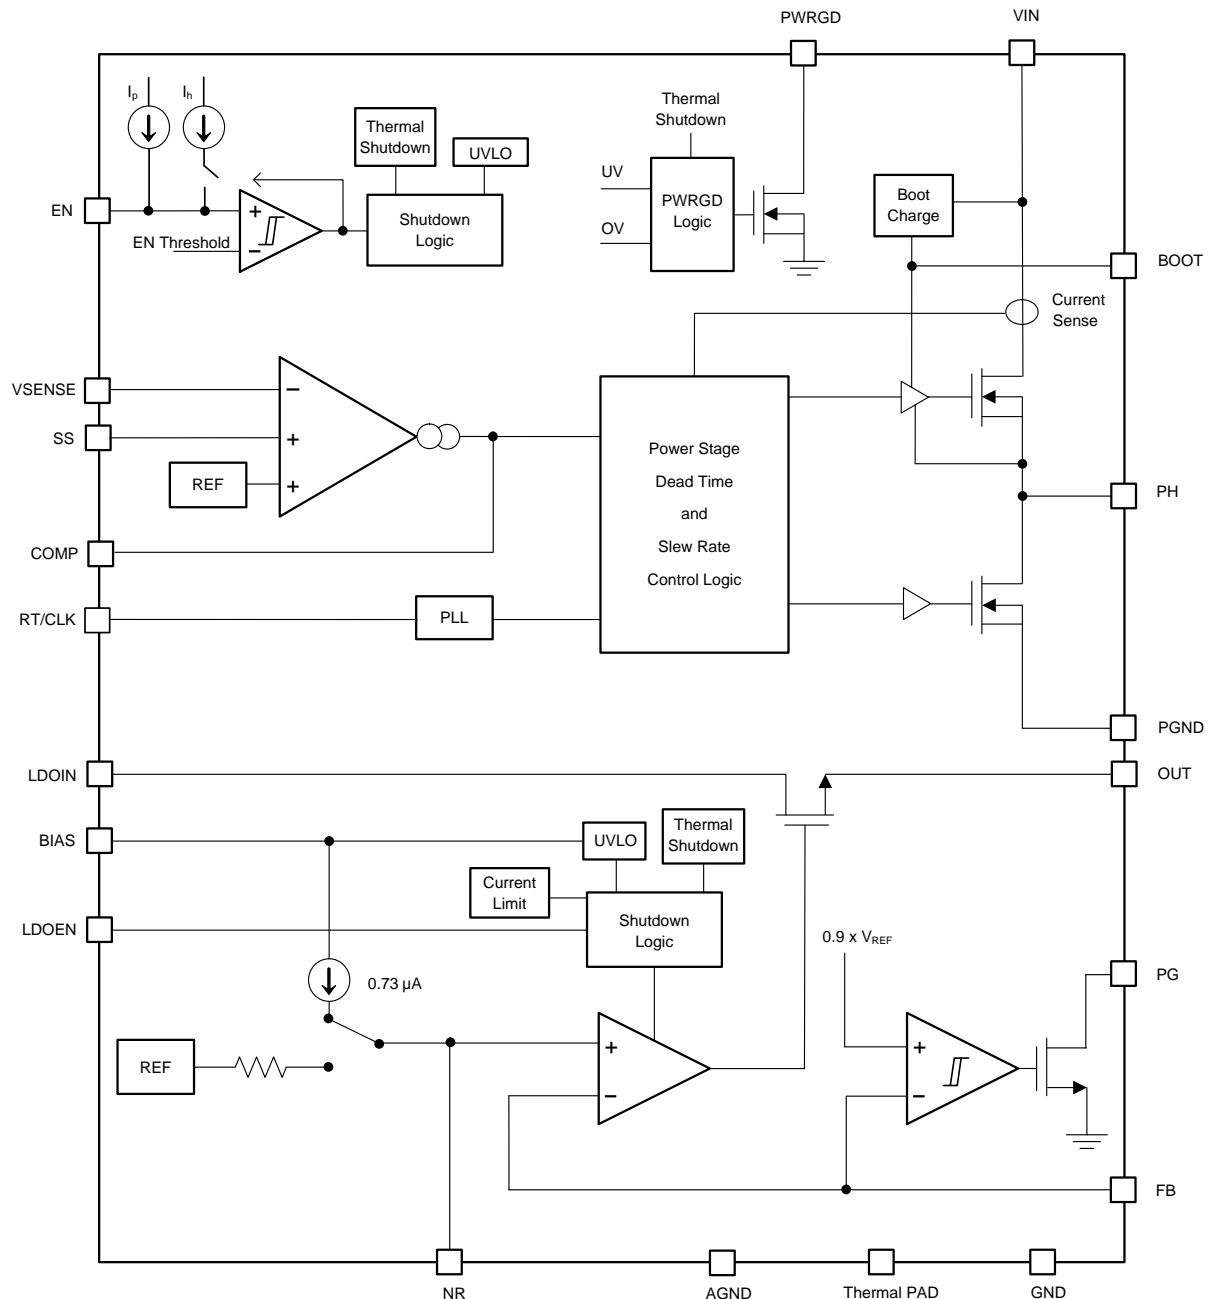 PWRGD
VIN
Ip
Ih
Thermal
Shutdown
UVLO
Thermal
Shutdown
UV
OV
PWRGD
Logic
Boot
Charge
EN
+
EN Threshold
−
Shutdown
Logic
BOOT
Current
Sense
VSENSE
−
SS
+
REF
+
Power Stage
Dead Time
and
Slew Rate
Control Logic
PH
COMP
RT/CLK
PLL
PGND
LDOIN
OUT
BIAS
UVLO
Thermal
Shutdown
Current
Limit
LDOEN
Shutdown
Logic
0.9 x VREF
PG
0.73 µA
REF
+
−
+
−
FB
NR
AGND
Thermal PAD
GND